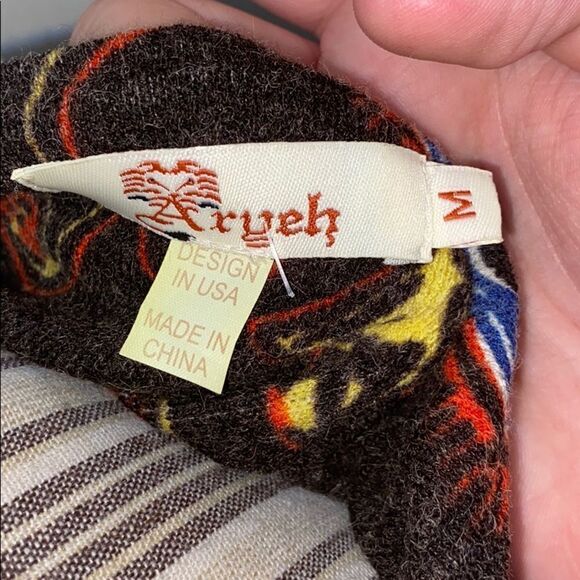 Aryeh
M
DESIGN
IN USA
MADE IN
CHINA